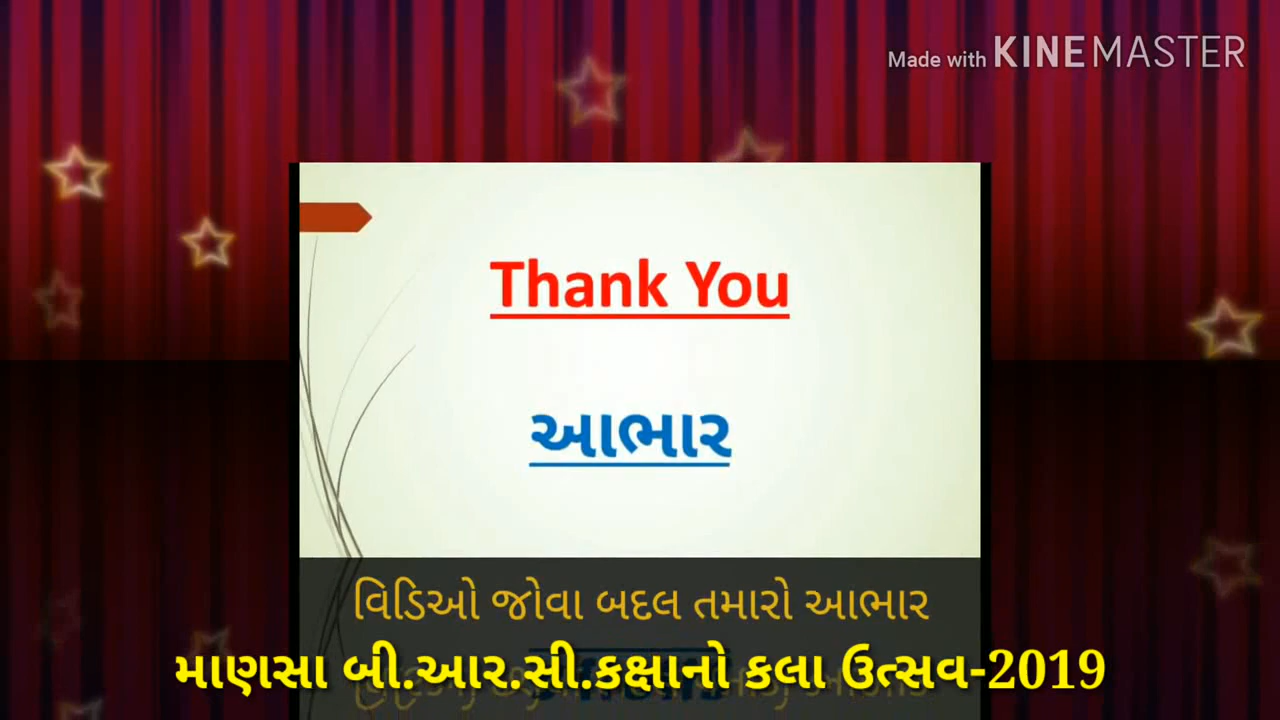 Made with KINEMASTER
Thank You
આભાર
વિડિઓ જોવા બદલ તમારો આભાર
માણસા બી.આર.સી.કક્ષાનો કલા ઉત્સવ-2019